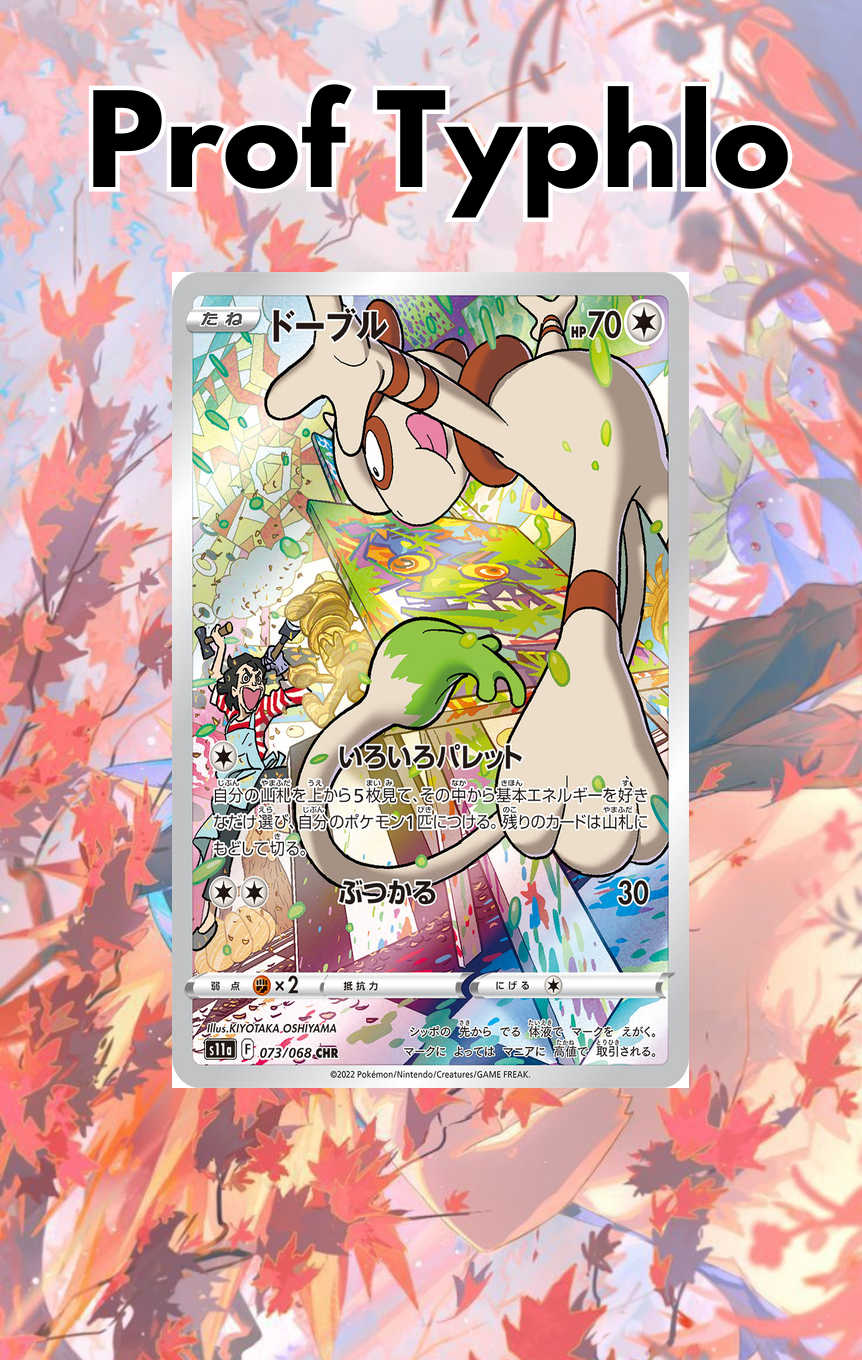 Prof Typhlo
たね ドーブル HP70
いろいろパレット
自分の山札を上から5枚見て、その中から基本エネルギーを好き
なだけ選び、自分のポケモン1匹につける。残りのカードは山札に
もどして切る。
ぶつかる 30
弱点 ×2 抵抗力 にげる
Illus.KIYOTAKA OSHIYAMA
シッポの 先から でる 体液で マークを えがく。
s11a F 073/068 CHR
マークに よっては マニアに 高値で 取引される。
©2022 Pokémon/Nintendo/Creatures/GAME FREAK.